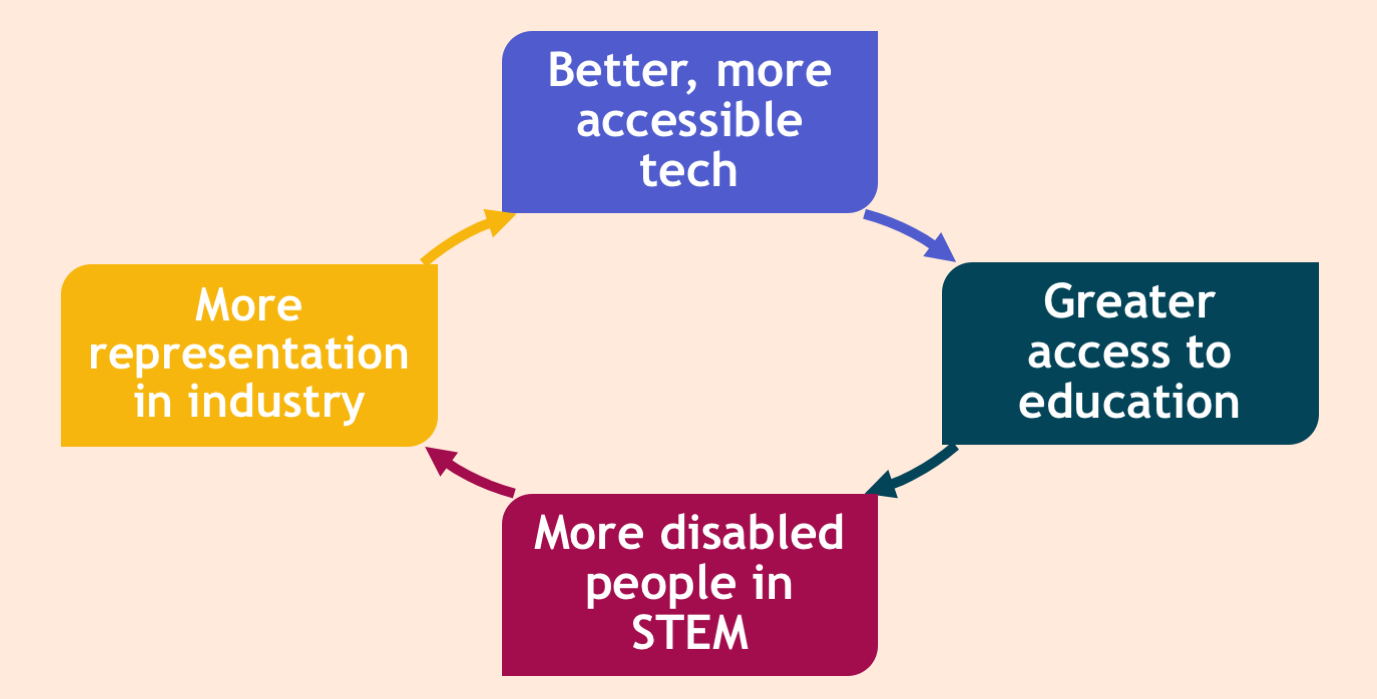 Better, more
accessible
tech
Greater
access to
education
More disabled
people in
STEM
More
representation
in industry